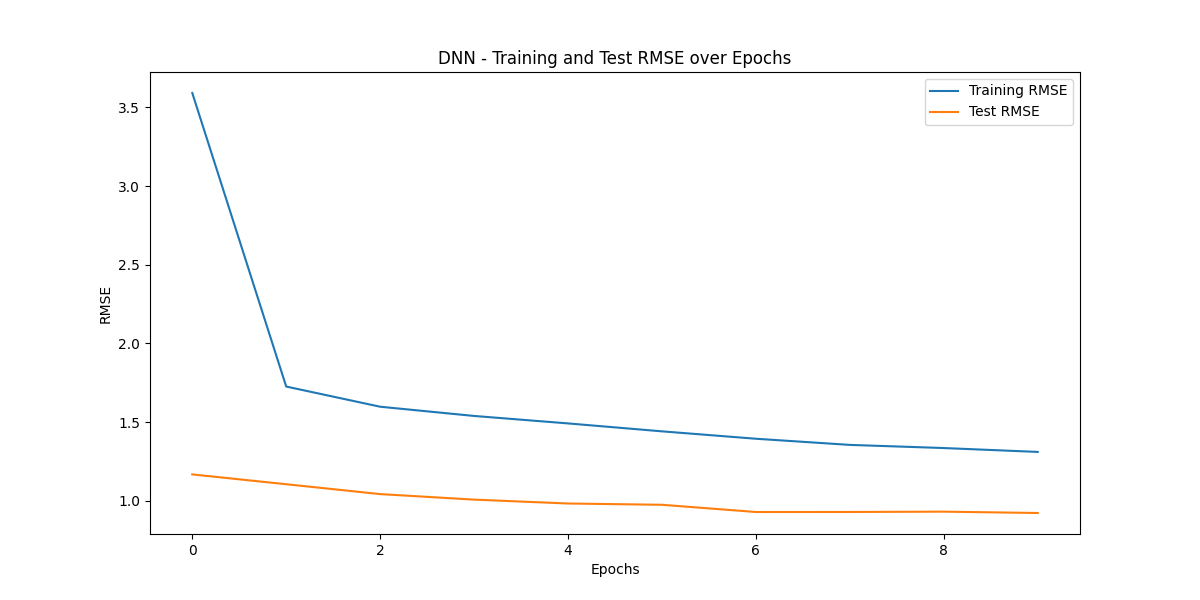 DNN - Training and Test RMSE over Epochs
Training RMSE
Test RMSE
3.5
3.0
2.5
2.0
1.5
1.0
RMSE
0 2 4 6 8
Epochs